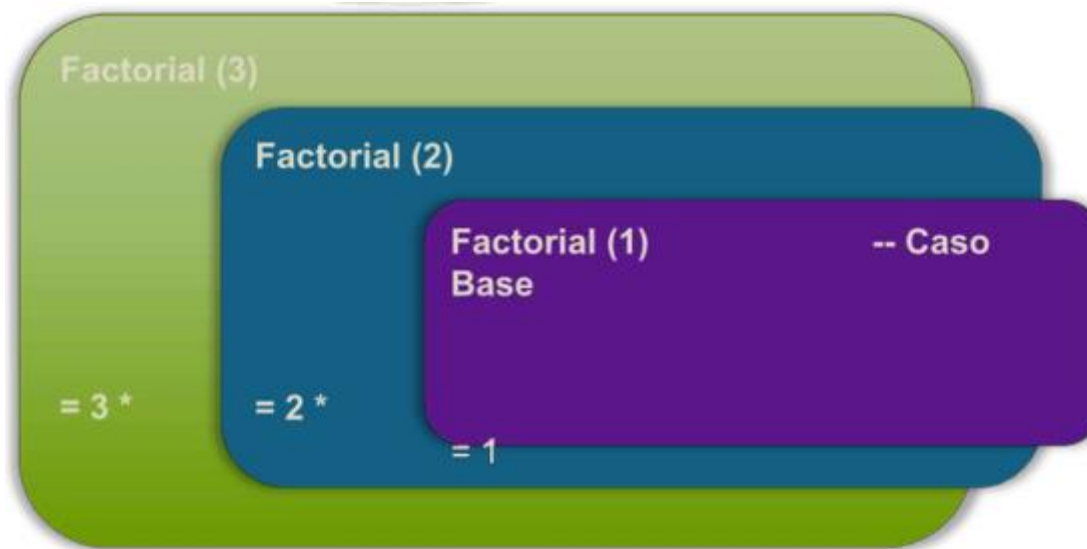 Factorial (3)
Factorial (2)
Factorial (1) -- Caso
Base
= 3 *
= 2 *
= 1